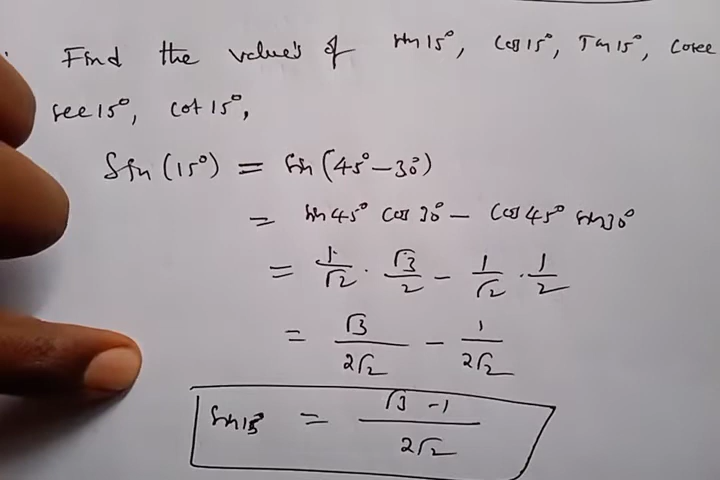 Find the value's of sin15°, Cos15°, Tan15°, Cosec
sec15°, cot15°,
Sin(15°) = sin(45°-30°)
= sin45° cos30° - cos45° sin30°
= 1/√2 · √3/2 - 1/√2 · 1/2
= √3/2√2 - 1/2√2
Sin15° = √3-1/2√2